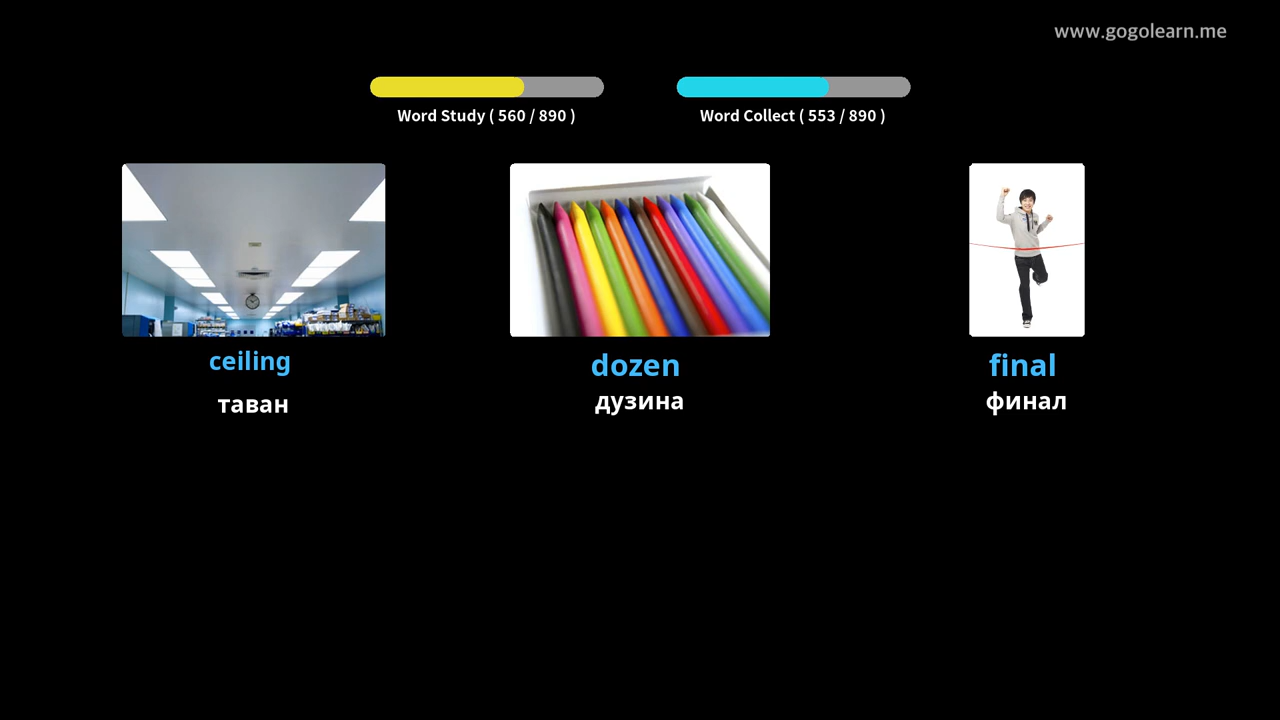 www.gogolearn.me
Word Study ( 560 / 890 )
Word Collect ( 553 / 890 )
ceiling
таван
dozen
дузина
final
финал